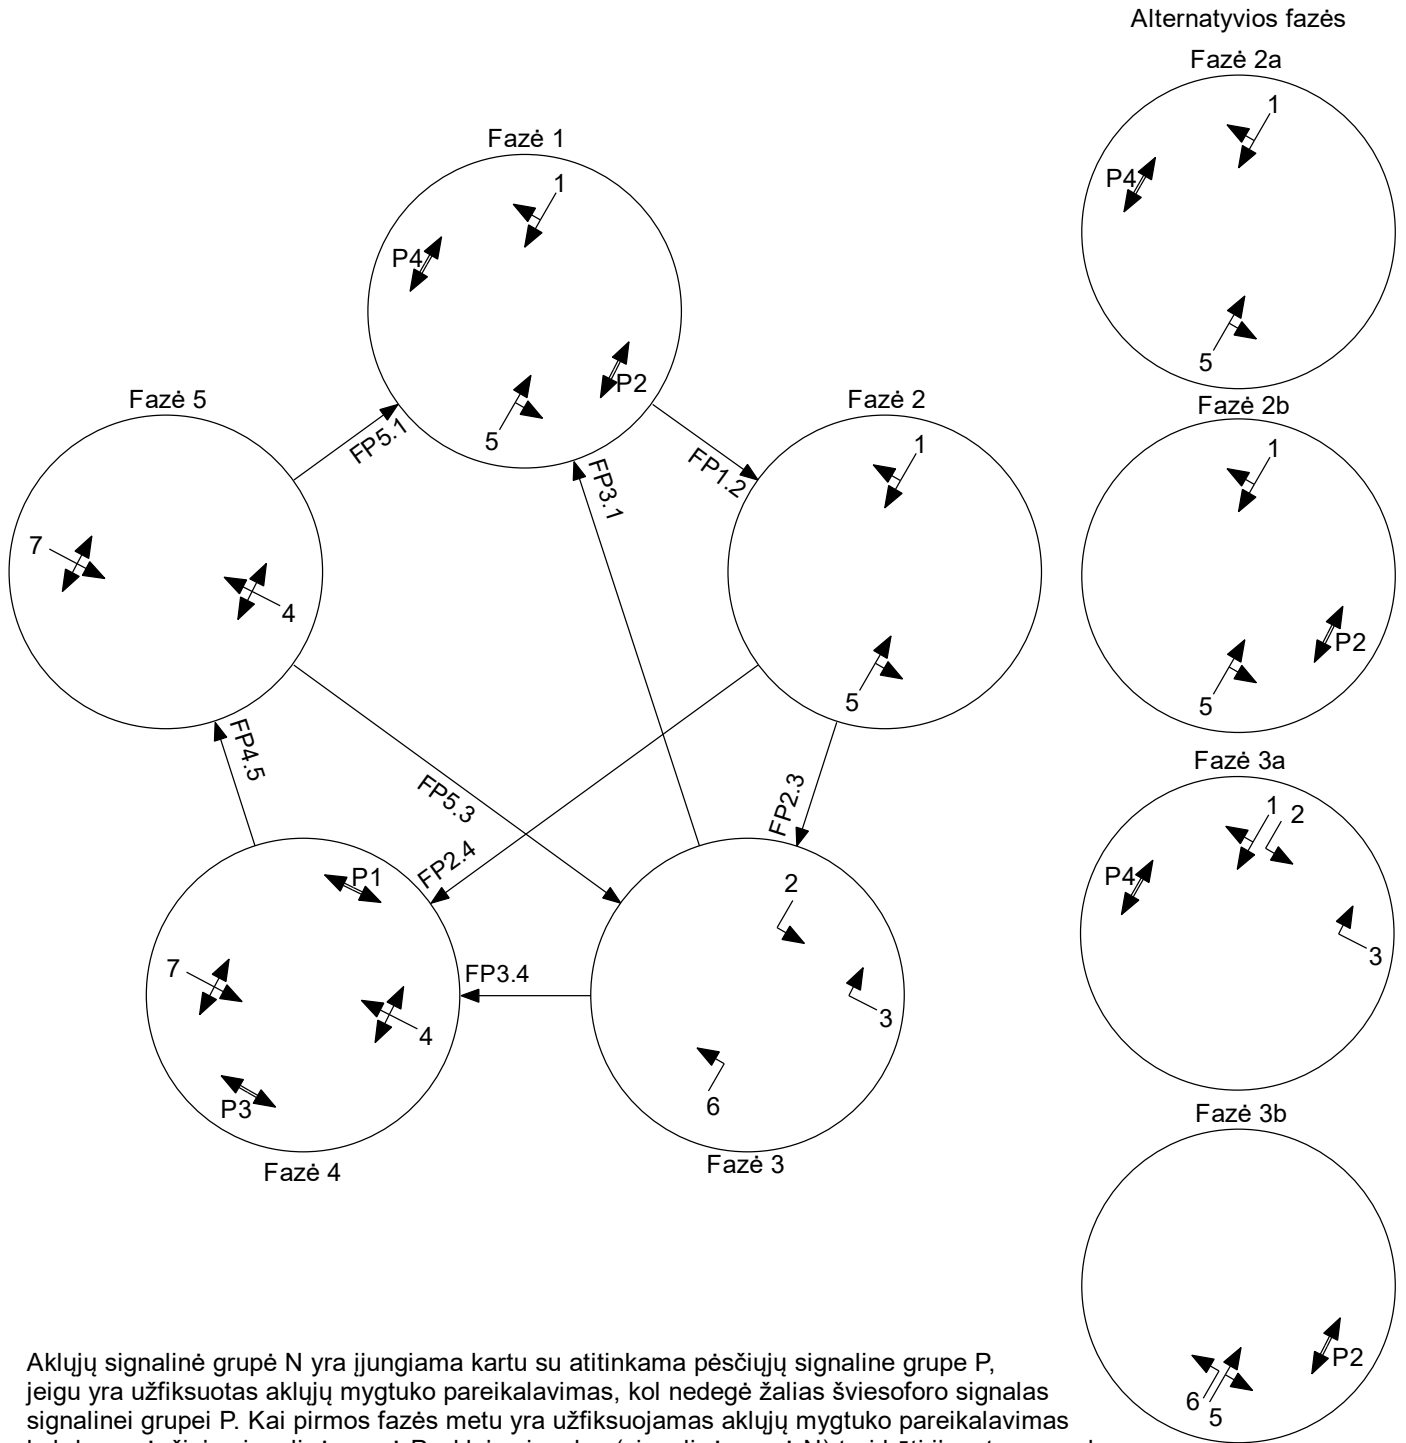 Alternatyvios fazės
Fazė 2a
1
P4
5
Fazė 1
1
P4
P2
5
Fazė 5
7
4
FP5.1
FP3.1
FP1.2
Fazė 2
1
5
Fazė 2b
1
P2
5
FP4.5
FP5.3
FP2.4
FP2.3
Fazė 3a
1
2
P4
3
P1
7
4
P3
Fazė 4
FP3.4
2
3
6
Fazė 3
Fazė 3b
P2
6
5
Aklųjų signalinė grupė N yra įjungiama kartu su atitinkama pėsčiųjų signaline grupe P,
jeigu yra užfiksuotas aklųjų mygtuko pareikalavimas, kol nedegė žalias šviesoforo signalas
signalinei grupei P. Kai pirmos fazės metu yra užfiksuojamas aklųjų mygtuko pareikalavimas